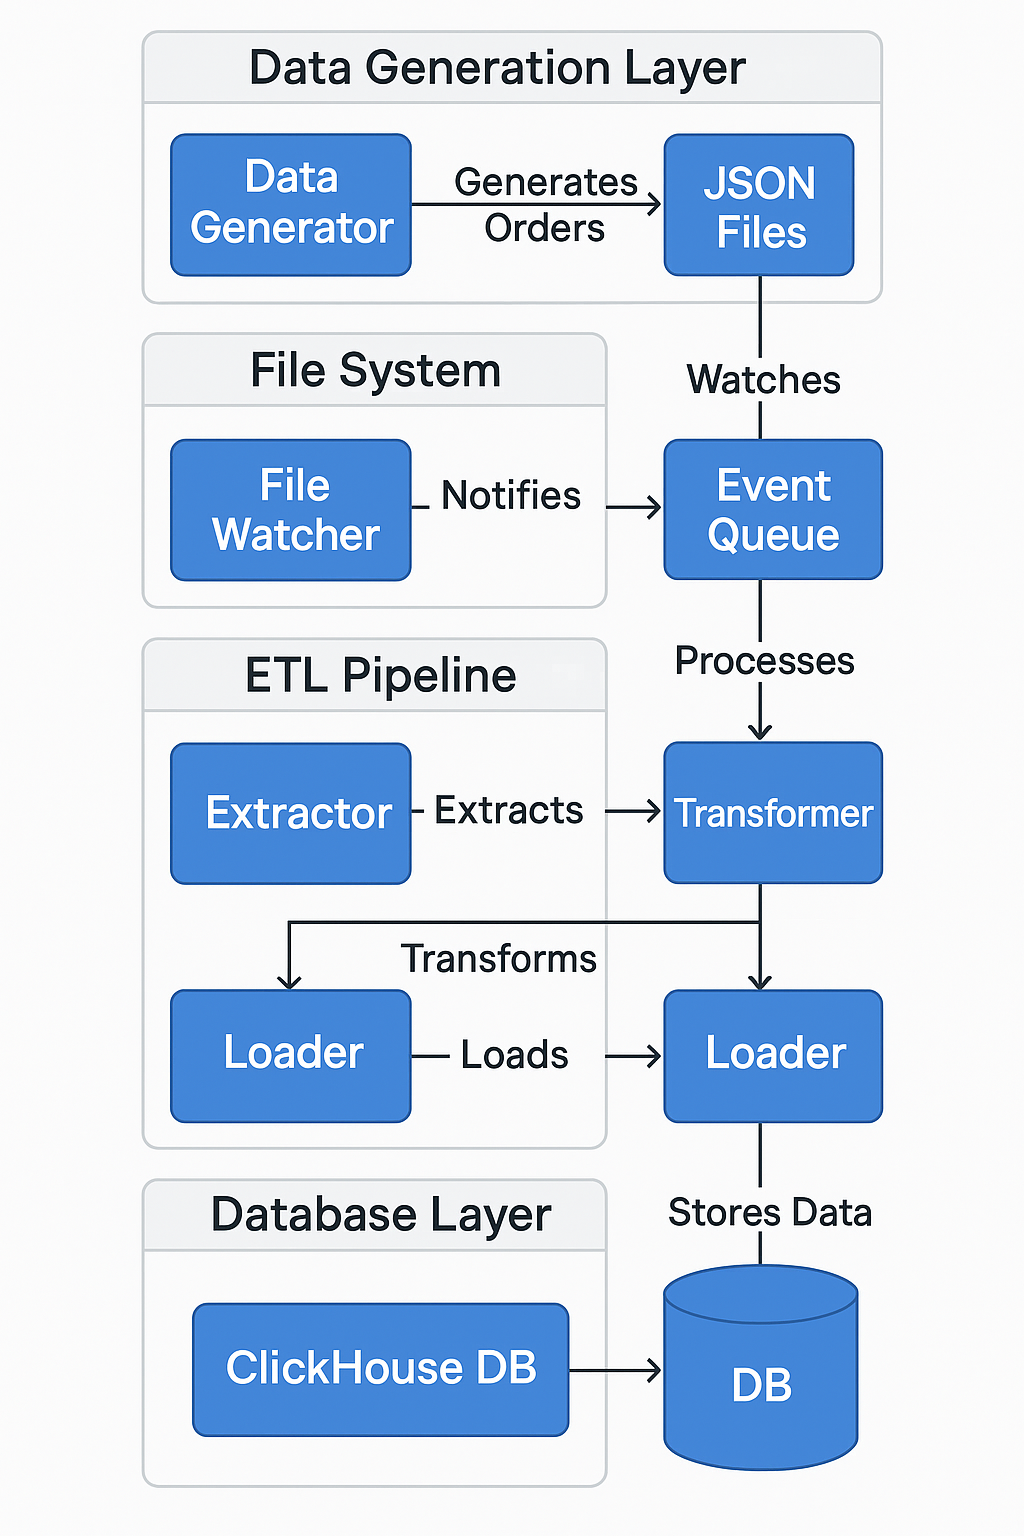 Data Generation Layer
Data
Generator
Generates
Orders
JSON
Files
Watches
File System
File
Watcher
Notifies
Event
Queue
Processes
ETL Pipeline
Extractor
Extracts
Transformer
Transforms
Loader
Loads
Loader
Stores Data
Database Layer
ClickHouse DB
DB